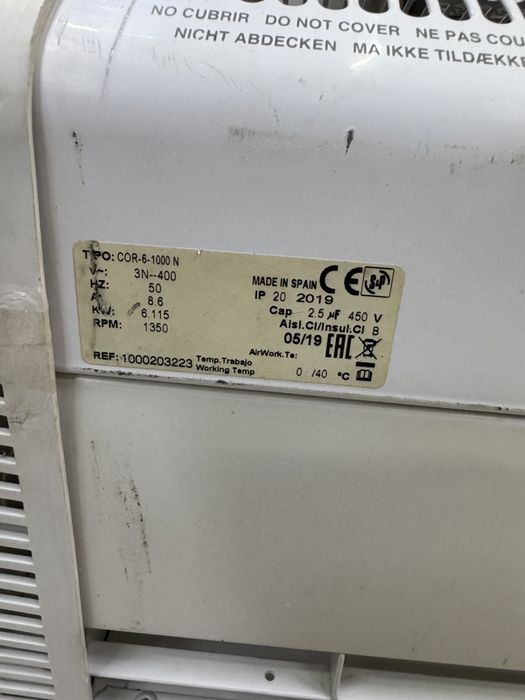 NO CUBRIR DO NOT COVER NE PAS COU
NICHT ABDECKEN MA IKKE TILDÆKKE
TIPO: COR-6-1000 N
V~: 3N~400
HZ: 50
A: 8.6
KW: 6.115
RPM: 1350
REF: 1000203223
MADE IN SPAIN CE
IP 20 2019
Cap 2.5 µF 450 V
Aisl.Cl/Insul.Cl B
05/19 EAC
AirWork.Te:
Temp.Trabajo
Working Temp 0 /40 ºC